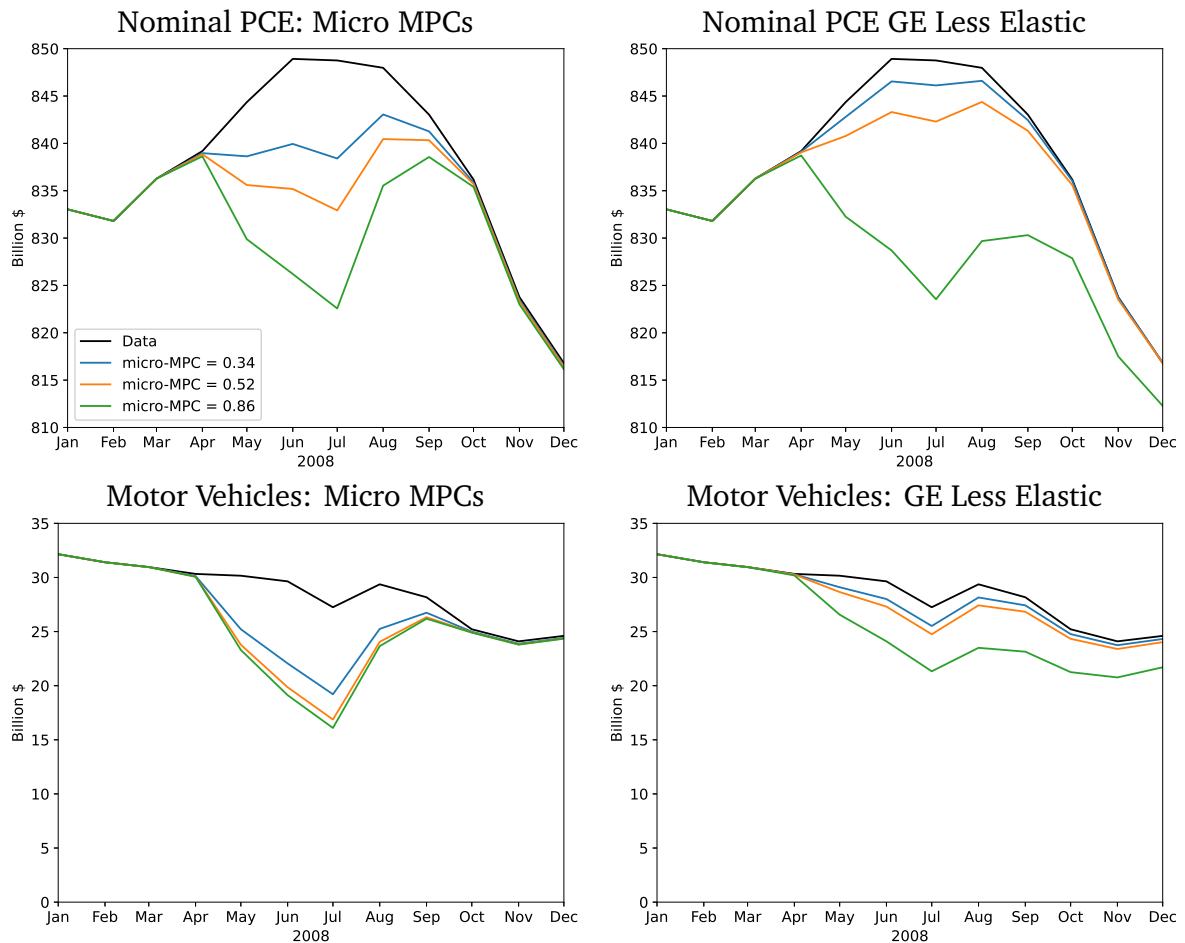 Nominal PCE: Micro MPCs
850
845
840
835
830
825
820
815
810
Billion $
Data
micro-MPC = 0.34
micro-MPC = 0.52
micro-MPC = 0.86
Jan Feb Mar Apr May Jun Jul Aug Sep Oct Nov Dec
2008
Nominal PCE GE Less Elastic
850
845
840
835
830
825
820
815
810
Billion $
Jan Feb Mar Apr May Jun Jul Aug Sep Oct Nov Dec
2008
Motor Vehicles: Micro MPCs
35
30
25
20
15
10
5
0
Billion $
Jan Feb Mar Apr May Jun Jul Aug Sep Oct Nov Dec
2008
Motor Vehicles: GE Less Elastic
35
30
25
20
15
10
5
0
Billion $
Jan Feb Mar Apr May Jun Jul Aug Sep Oct Nov Dec
2008